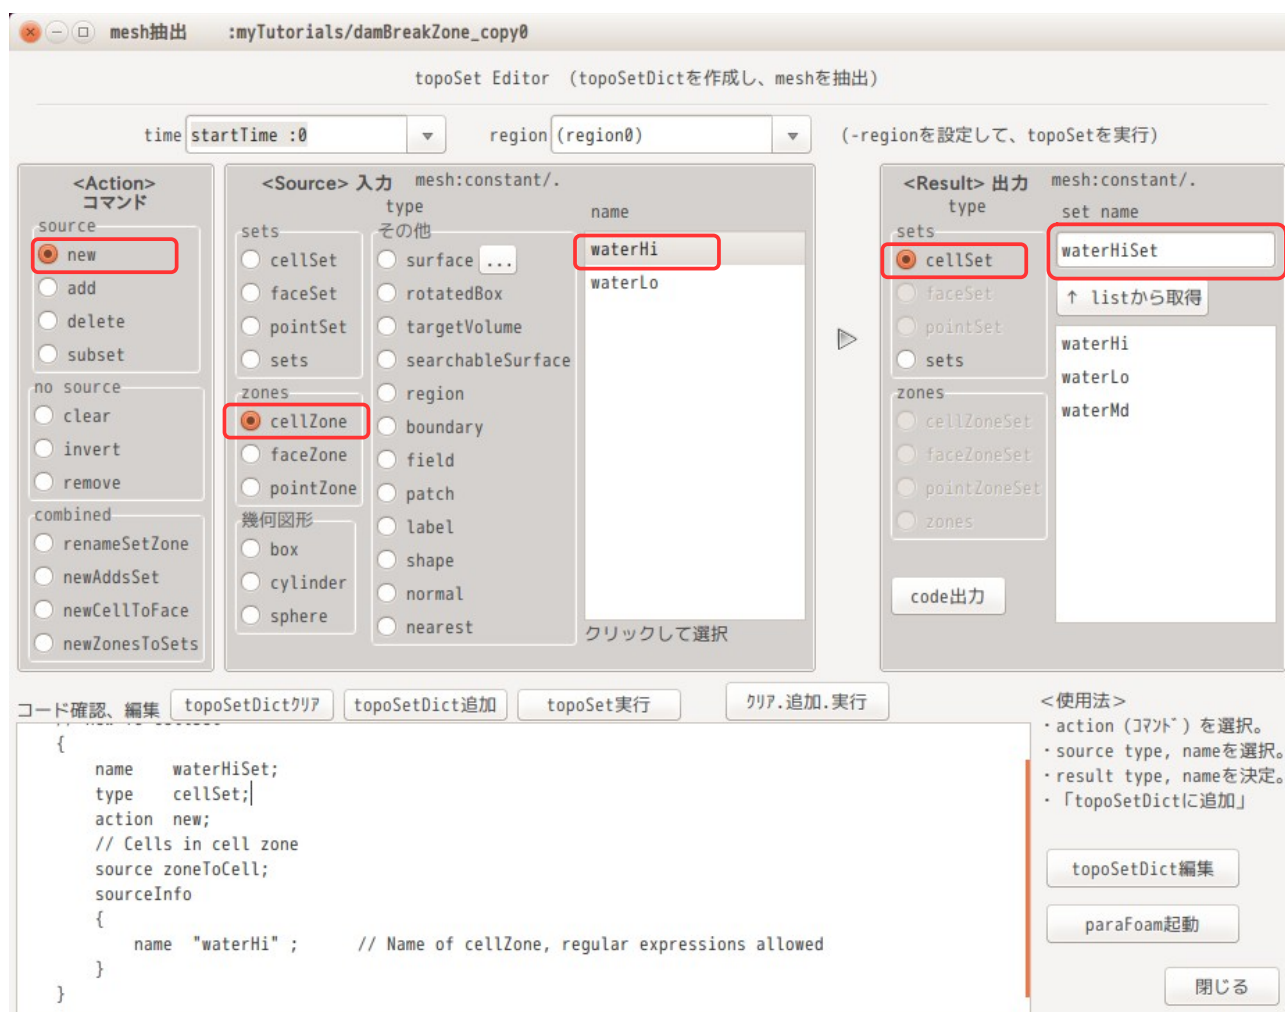 mesh抽出 :myTutorials/damBreakZone_copy0
topoSet Editor （topoSetDictを作成し、meshを抽出）
time startTime :0 region (region0) (-regionを設定して、topoSetを実行)
<Action>
コマンド
source
new
add
delete
subset
no source
clear
invert
remove
combined
renameSetZone
newAddsSet
newCellToFace
newZonesToSets
<Source> 入力 mesh:constant/.
type
sets
cellSet
faceSet
pointSet
sets
zones
cellZone
faceZone
pointZone
幾何図形
box
cylinder
sphere
その他
surface ...
rotatedBox
targetVolume
searchableSurface
region
boundary
field
patch
label
shape
normal
nearest
name
waterHi
waterLo
クリックして選択
<Result> 出力 mesh:constant/.
type
sets
cellSet
faceSet
pointSet
sets
zones
cellZoneSet
faceZoneSet
pointZoneSet
zones
code出力
set name
waterHiSet
↑ listから取得
waterHi
waterLo
waterMd
コード確認、編集 topoSetDictｸﾘｱ topoSetDict追加 topoSet実行 ｸﾘｱ.追加.実行
{
name waterHiSet;
type cellSet;
action new;
// Cells in cell zone
source zoneToCell;
sourceInfo
{
name "waterHi" ; // Name of cellZone, regular expressions allowed
}
}
＜使用法＞
・action (ｺﾏﾝﾄﾞ) を選択。
・source type, nameを選択。
・result type, nameを決定。
・「topoSetDictに追加」
topoSetDict編集
paraFoam起動
閉じる